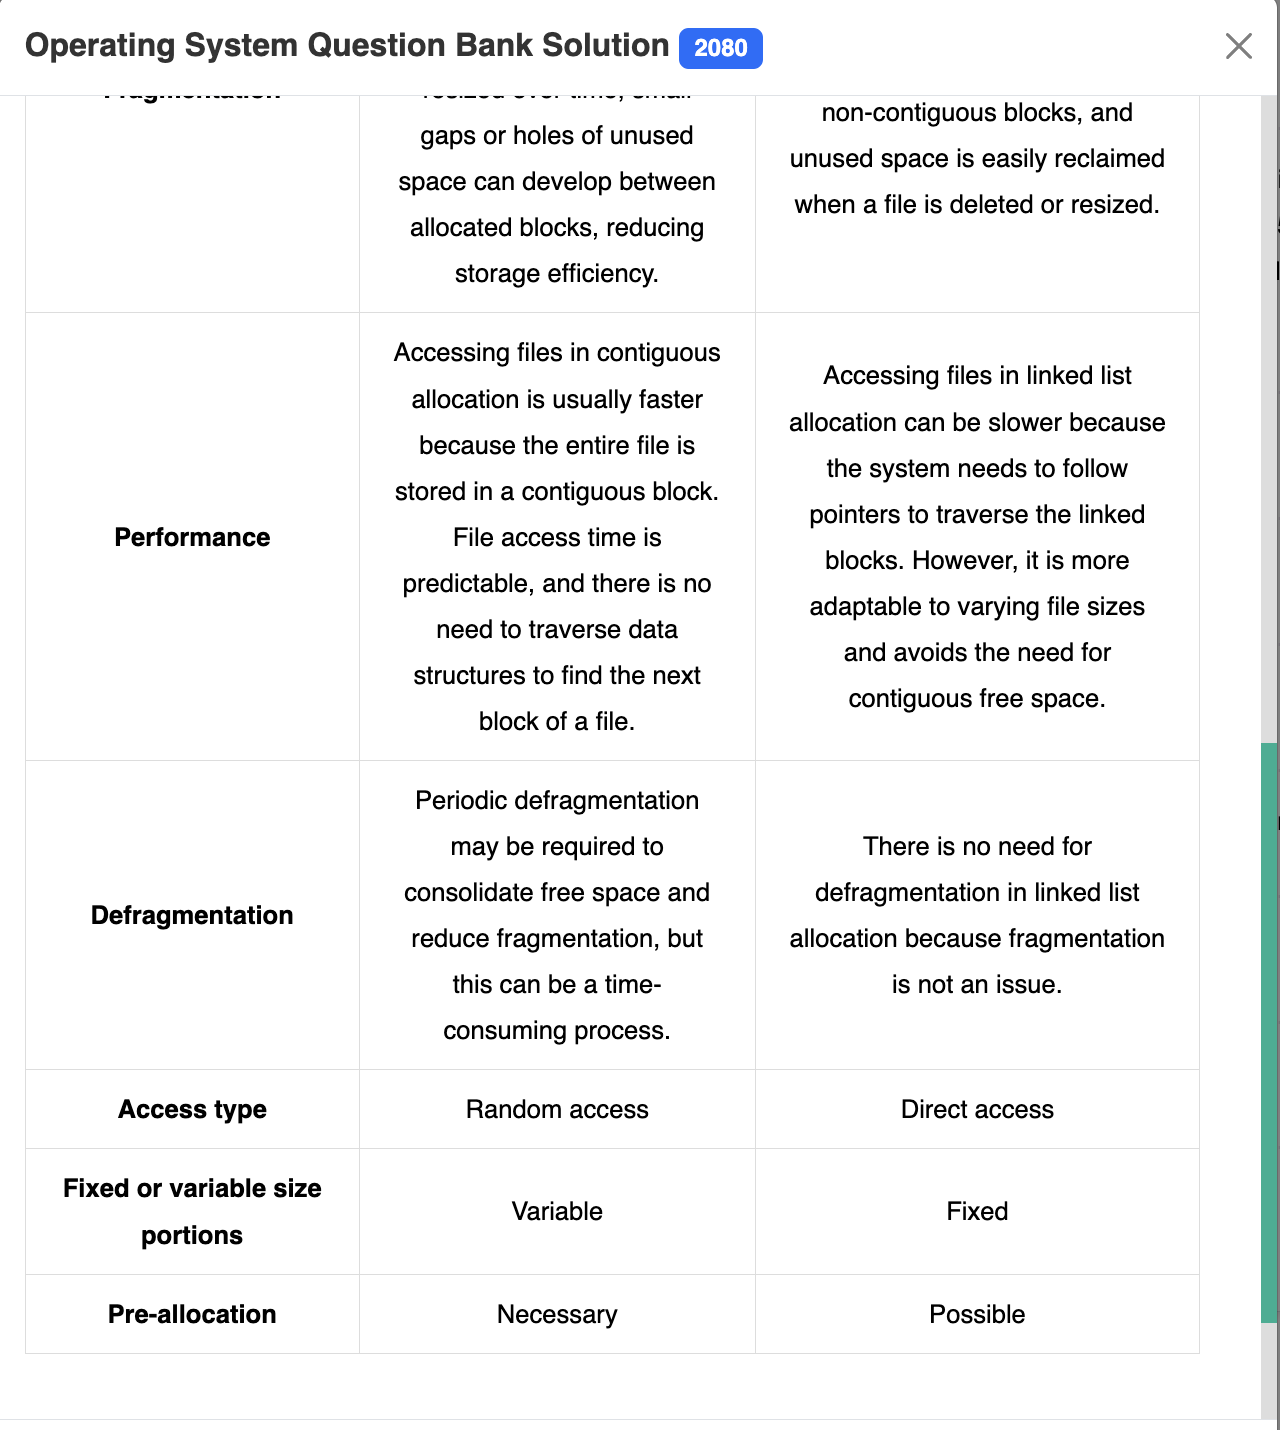 Operating System Question Bank Solution 2080
Fragmentation
resized over time, small
gaps or holes of unused
space can develop between
allocated blocks, reducing
storage efficiency.
non-contiguous blocks, and
unused space is easily reclaimed
when a file is deleted or resized.
Performance
Accessing files in contiguous
allocation is usually faster
because the entire file is
stored in a contiguous block.
File access time is
predictable, and there is no
need to traverse data
structures to find the next
block of a file.
Accessing files in linked list
allocation can be slower because
the system needs to follow
pointers to traverse the linked
blocks. However, it is more
adaptable to varying file sizes
and avoids the need for
contiguous free space.
Defragmentation
Periodic defragmentation
may be required to
consolidate free space and
reduce fragmentation, but
this can be a time-
consuming process.
There is no need for
defragmentation in linked list
allocation because fragmentation
is not an issue.
Access type
Random access
Direct access
Fixed or variable size
portions
Variable
Fixed
Pre-allocation
Necessary
Possible